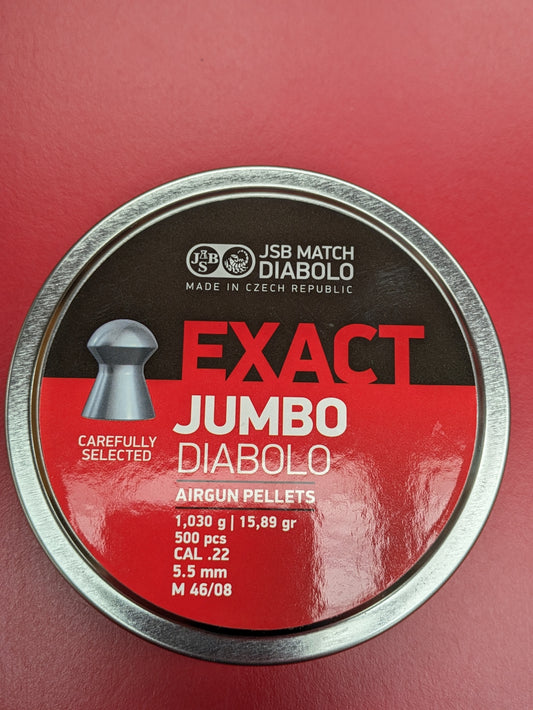 JABS
JSB MATCH
DIABOLO
MADE IN CZECH REPUBLIC
EXACT
JUMBO
DIABOLO
CAREFULLY
SELECTED
AIRGUN PELLETS
1,030 g | 15,89 gr
500 pcs
CAL .22
5.5 mm
M 46/08